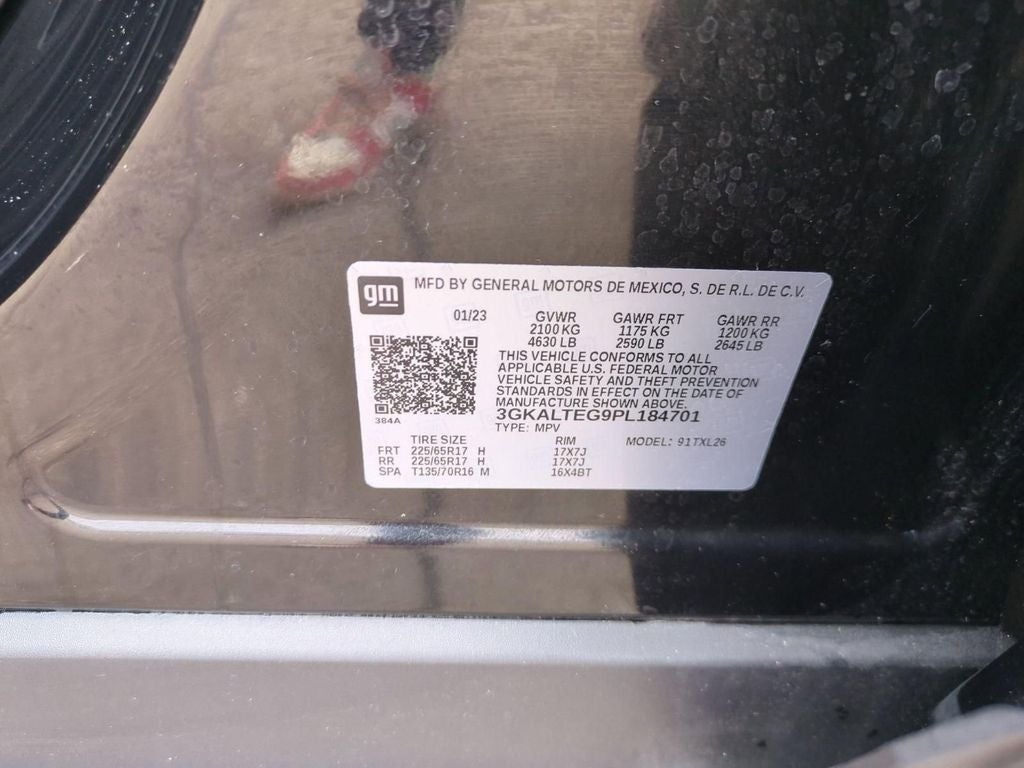 gm MFD BY GENERAL MOTORS DE MEXICO, S. DE R.L. DE C.V.
01/23 GVWR GAWR FRT GAWR RR
2100 KG 1175 KG 1200 KG
4630 LB 2590 LB 2645 LB
THIS VEHICLE CONFORMS TO ALL
APPLICABLE U.S. FEDERAL MOTOR
VEHICLE SAFETY AND THEFT PREVENTION
STANDARDS IN EFFECT ON THE DATE OF
MANUFACTURE SHOWN ABOVE.
3GKALTEG9PL184701
384A
TYPE: MPV MODEL: 91TXL26
TIRE SIZE RIM
FRT 225/65R17 H 17X7J
RR 225/65R17 H 17X7J
SPA T135/70R16 M 16X4BT